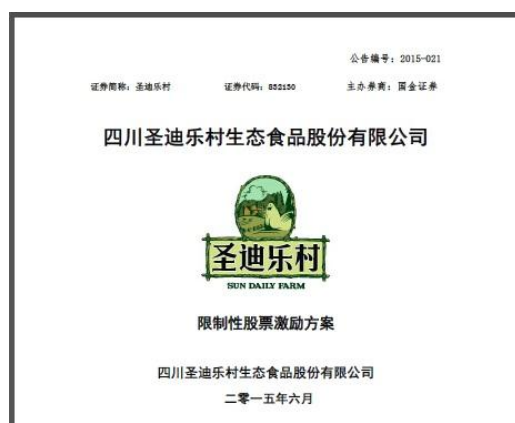 公告编号：2015-021
证券简称：圣迪乐村 证券代码：832130 主办券商：国金证券
四川圣迪乐村生态食品股份有限公司
圣迪乐村
SUN DAILY FARM
限制性股票激励方案
四川圣迪乐村生态食品股份有限公司
二零一五年六月